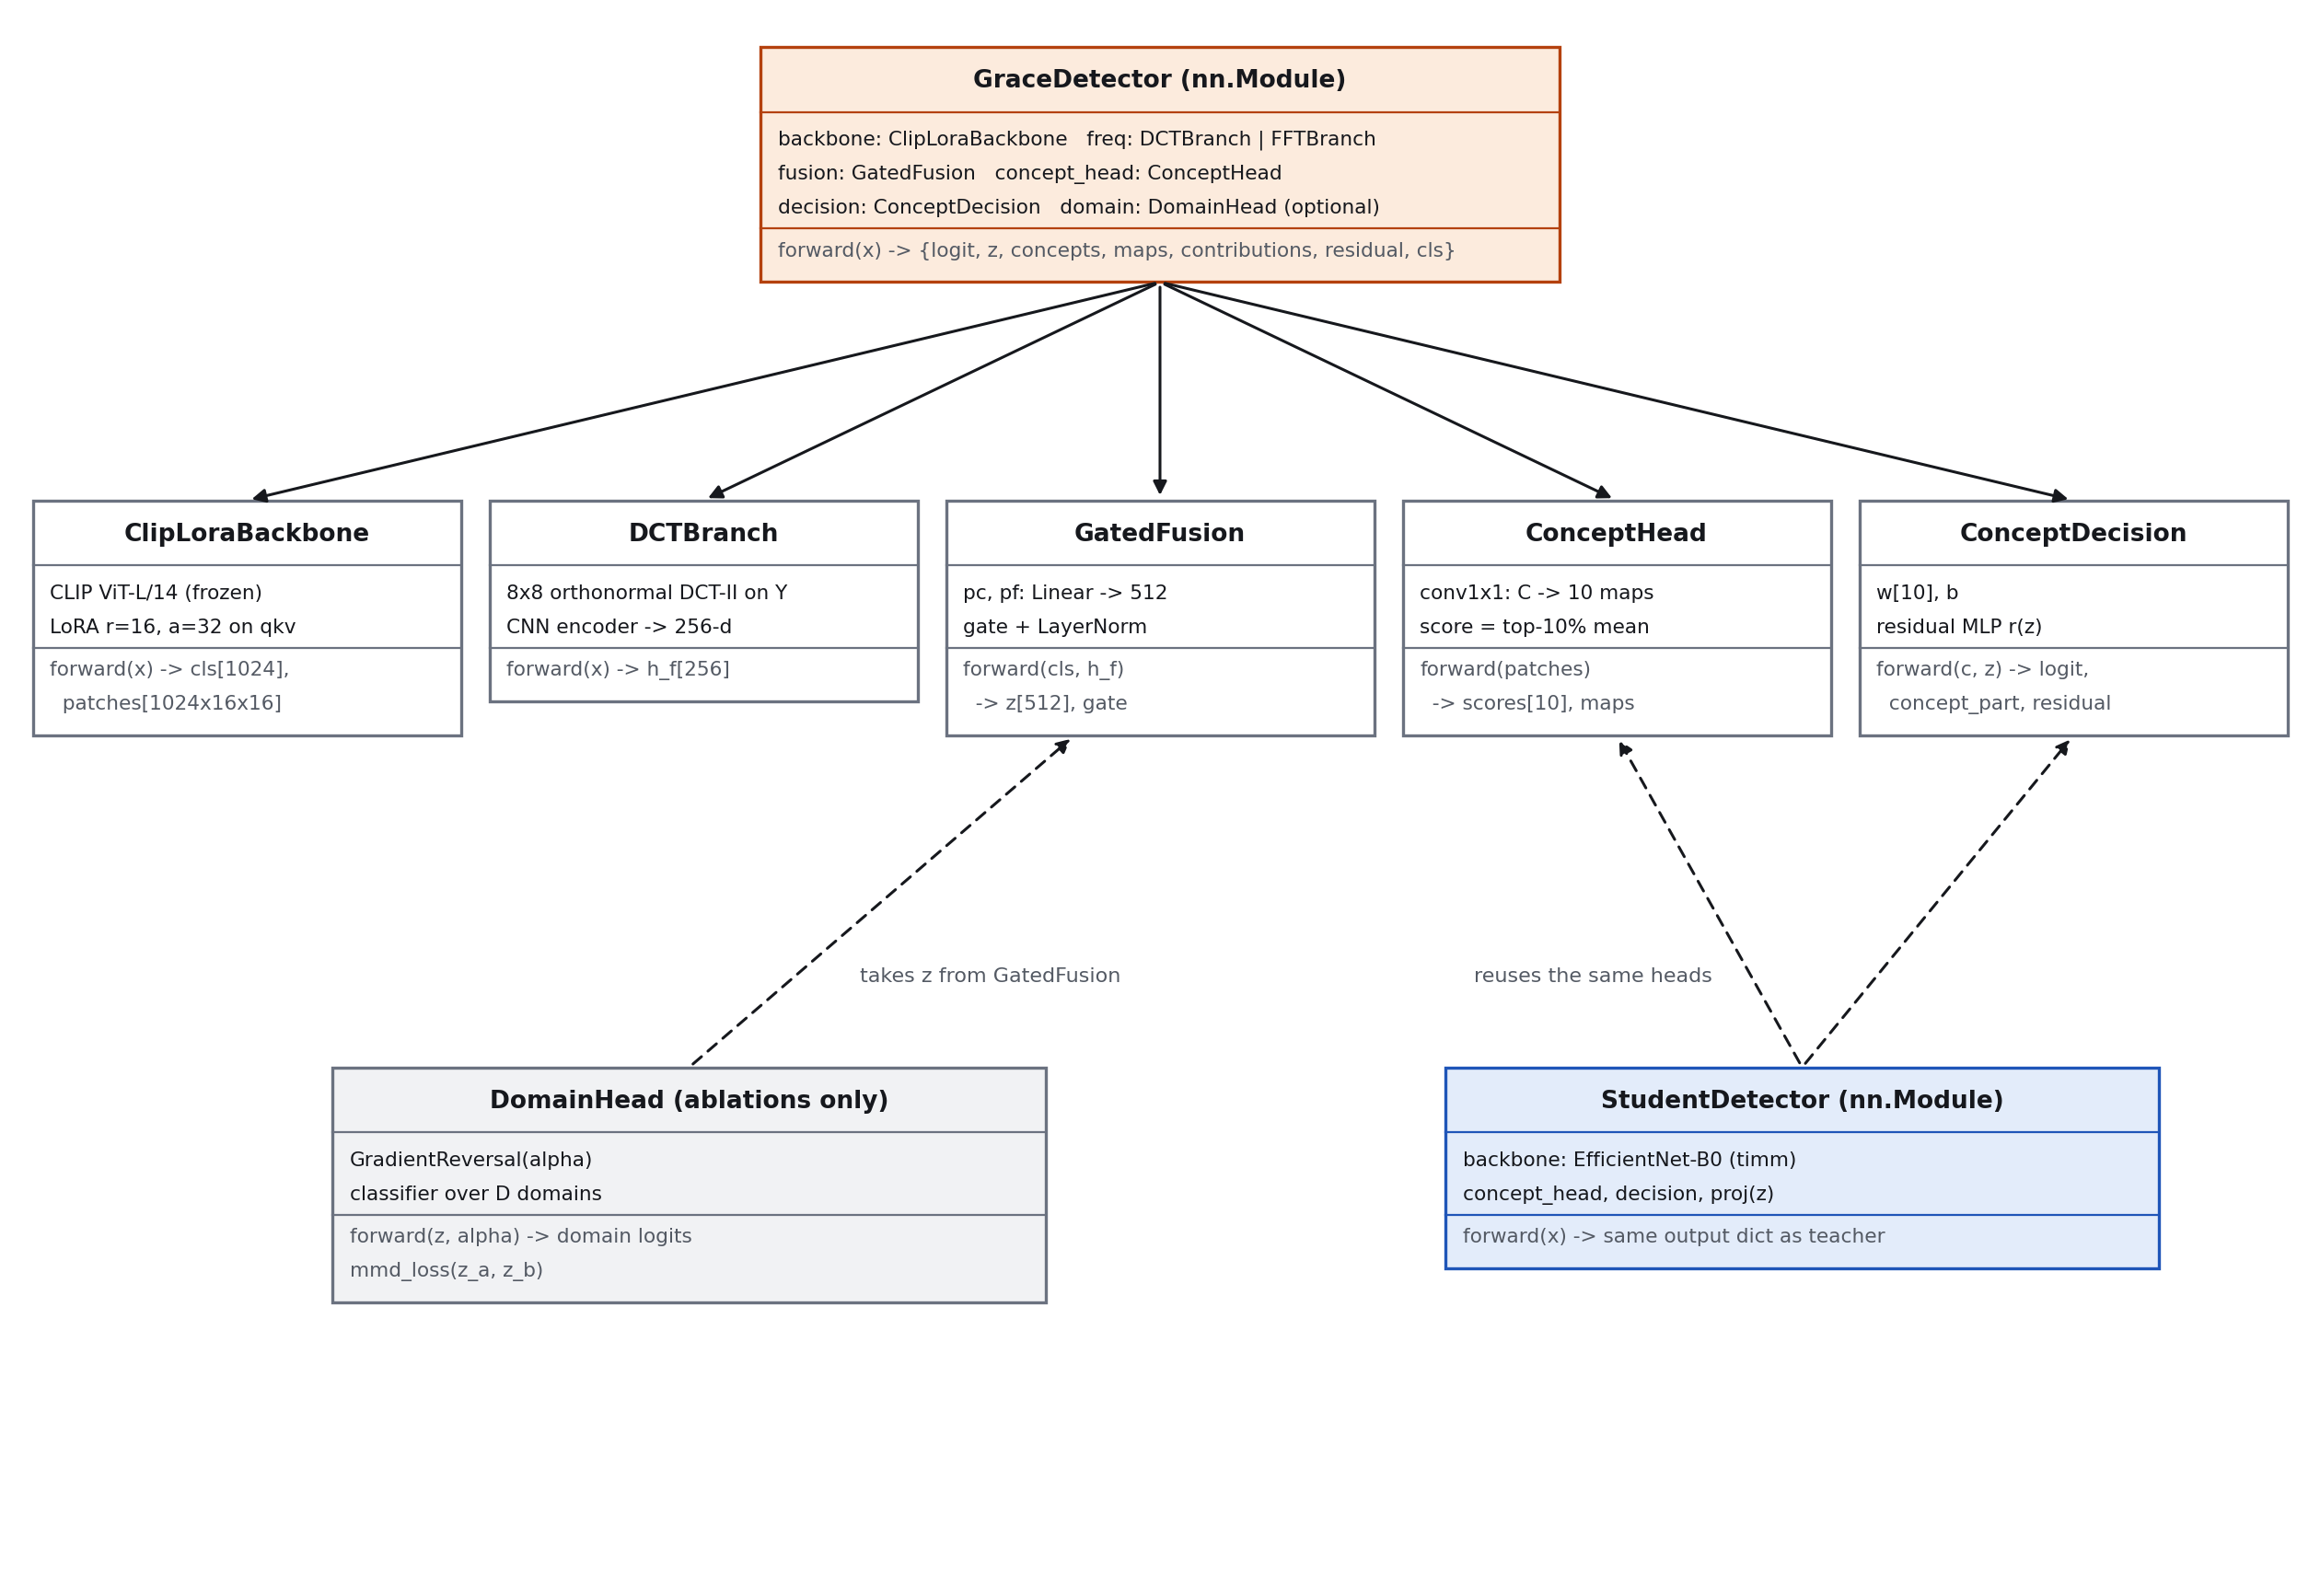 GraceDetector (nn.Module)
backbone: ClipLoraBackbone   freq: DCTBranch | FFTBranch
fusion: GatedFusion   concept_head: ConceptHead
decision: ConceptDecision   domain: DomainHead (optional)
forward(x) -> {logit, z, concepts, maps, contributions, residual, cls}
ClipLoraBackbone
CLIP ViT-L/14 (frozen)
LoRA r=16, a=32 on qkv
forward(x) -> cls[1024],
patches[1024x16x16]
DCTBranch
8x8 orthonormal DCT-II on Y
CNN encoder -> 256-d
forward(x) -> h_f[256]
GatedFusion
pc, pf: Linear -> 512
gate + LayerNorm
forward(cls, h_f)
-> z[512], gate
ConceptHead
conv1x1: C -> 10 maps
score = top-10% mean
forward(patches)
-> scores[10], maps
ConceptDecision
w[10], b
residual MLP r(z)
forward(c, z) -> logit,
concept_part, residual
takes z from GatedFusion
reuses the same heads
DomainHead (ablations only)
GradientReversal(alpha)
classifier over D domains
forward(z, alpha) -> domain logits
mmd_loss(z_a, z_b)
StudentDetector (nn.Module)
backbone: EfficientNet-B0 (timm)
concept_head, decision, proj(z)
forward(x) -> same output dict as teacher